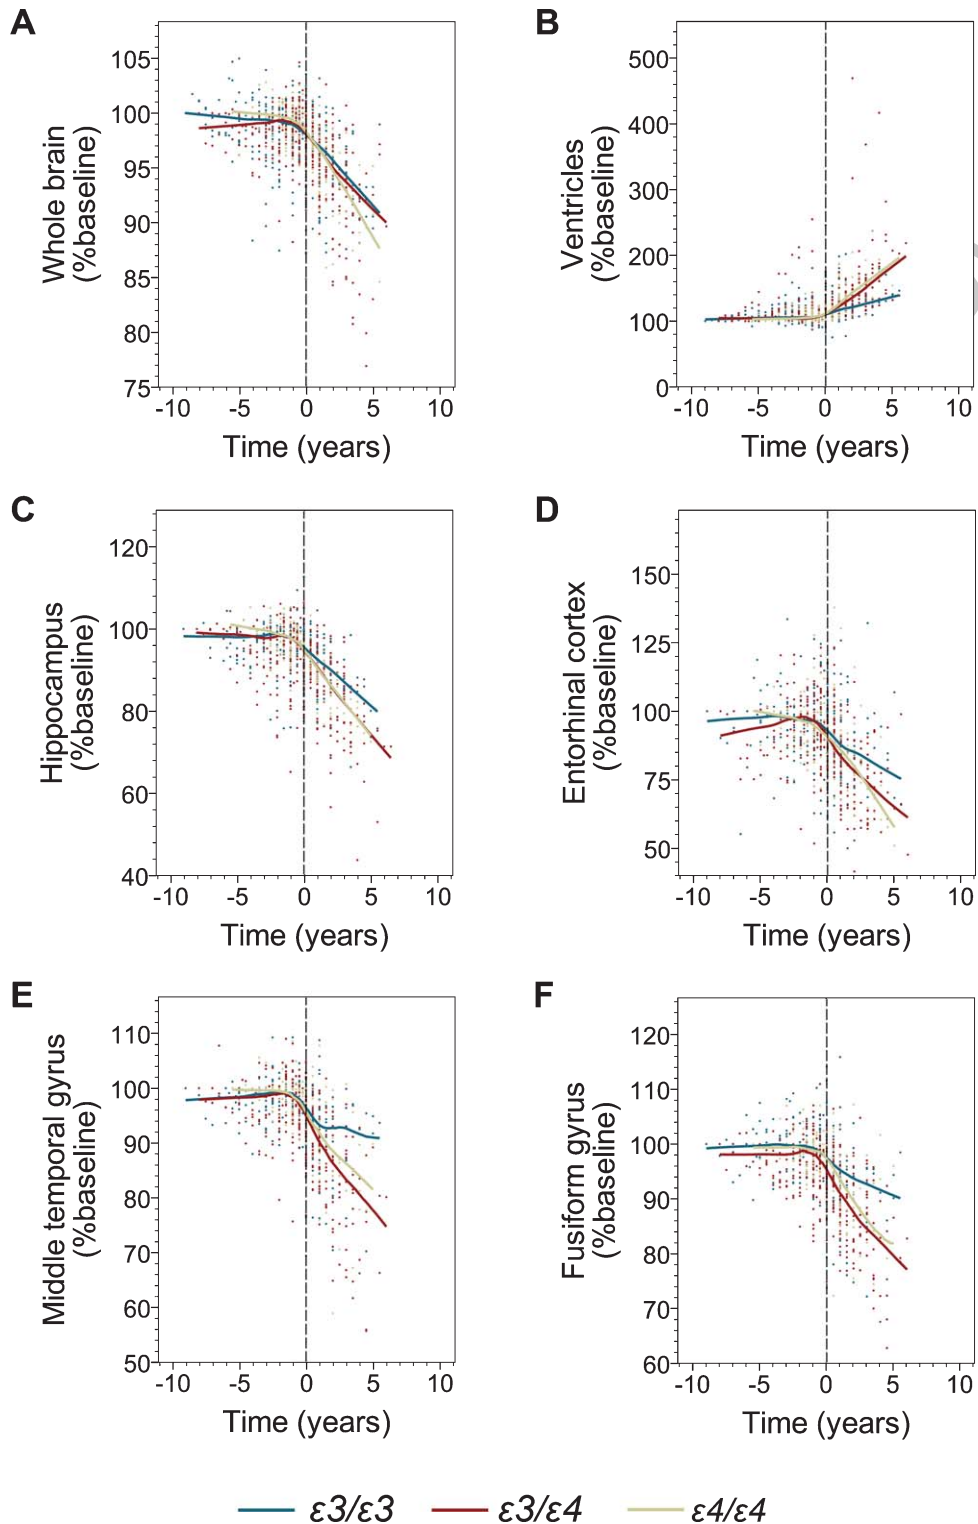 A
B
Whole brain
(%baseline)
105
100
95
90
85
80
75
-10 -5 0 5 10
Time (years)
Ventricles
(%baseline)
500
400
300
200
100
0
-10 -5 0 5 10
Time (years)
C
D
Hippocampus
(%baseline)
120
100
80
60
40
-10 -5 0 5 10
Time (years)
Entorhinal cortex
(%baseline)
150
125
100
75
50
-10 -5 0 5 10
Time (years)
E
F
Middle temporal gyrus
(%baseline)
110
100
90
80
70
60
50
-10 -5 0 5 10
Time (years)
Fusiform gyrus
(%baseline)
120
110
100
90
80
70
60
-10 -5 0 5 10
Time (years)
ε3/ε3 ε3/ε4 ε4/ε4